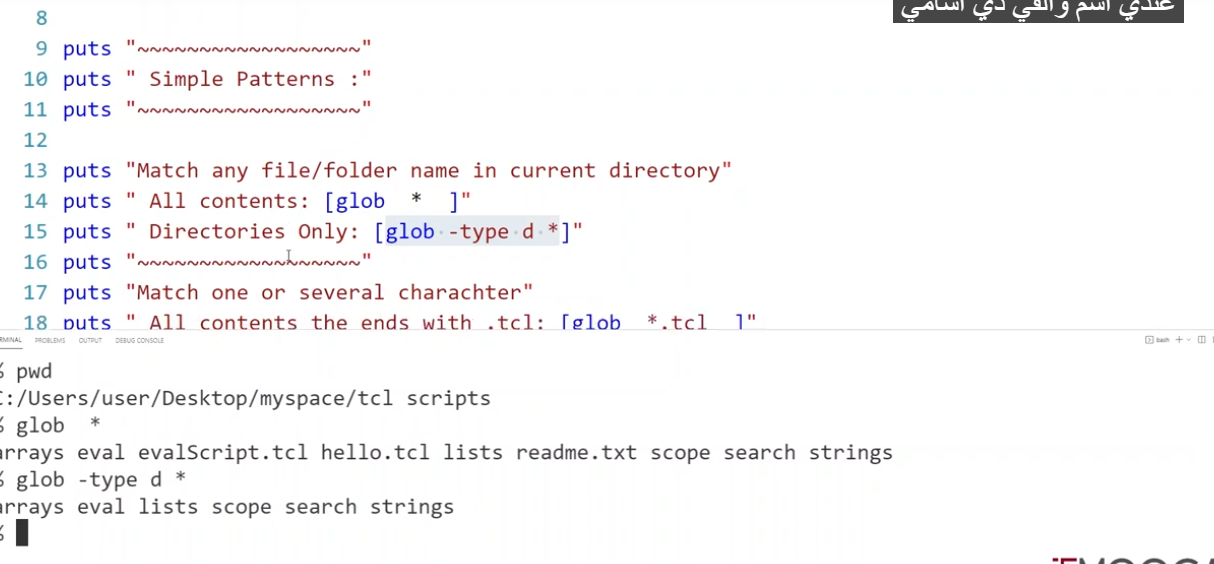 عندي اسم والفي دي اسامي
8
9 puts "~~~~~~~~~~~~~~~~~~"
10 puts " Simple Patterns :"
11 puts "~~~~~~~~~~~~~~~~~~"
12
13 puts "Match any file/folder name in current directory"
14 puts " All contents: [glob  *  ]"
15 puts " Directories Only: [glob -type d *]"
16 puts "~~~~~~~~~~~~~~~~~~"
17 puts "Match one or several charachter"
18 puts " All contents the ends with .tcl: [glob  *.tcl  ]"
RMINAL PROBLEMS OUTPUT DEBUG CONSOLE bash
% pwd
C:/Users/user/Desktop/myspace/tcl scripts
% glob  *
arrays eval evalScript.tcl hello.tcl lists readme.txt scope search strings
% glob -type d *
arrays eval lists scope search strings
%